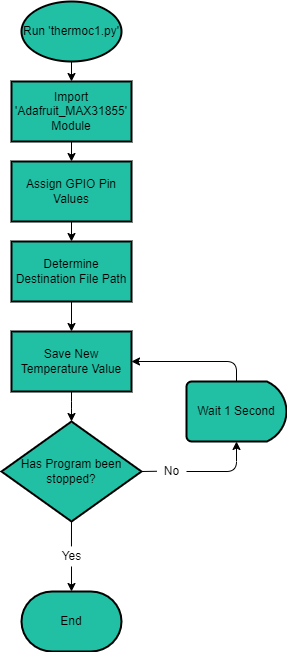 Run 'thermoc1.py'
Import
'Adafruit_MAX31855'
Module
Assign GPIO Pin
Values
Determine
Destination File Path
Save New
Temperature Value
Wait 1 Second
Has Program been
stopped?
No
Yes
End